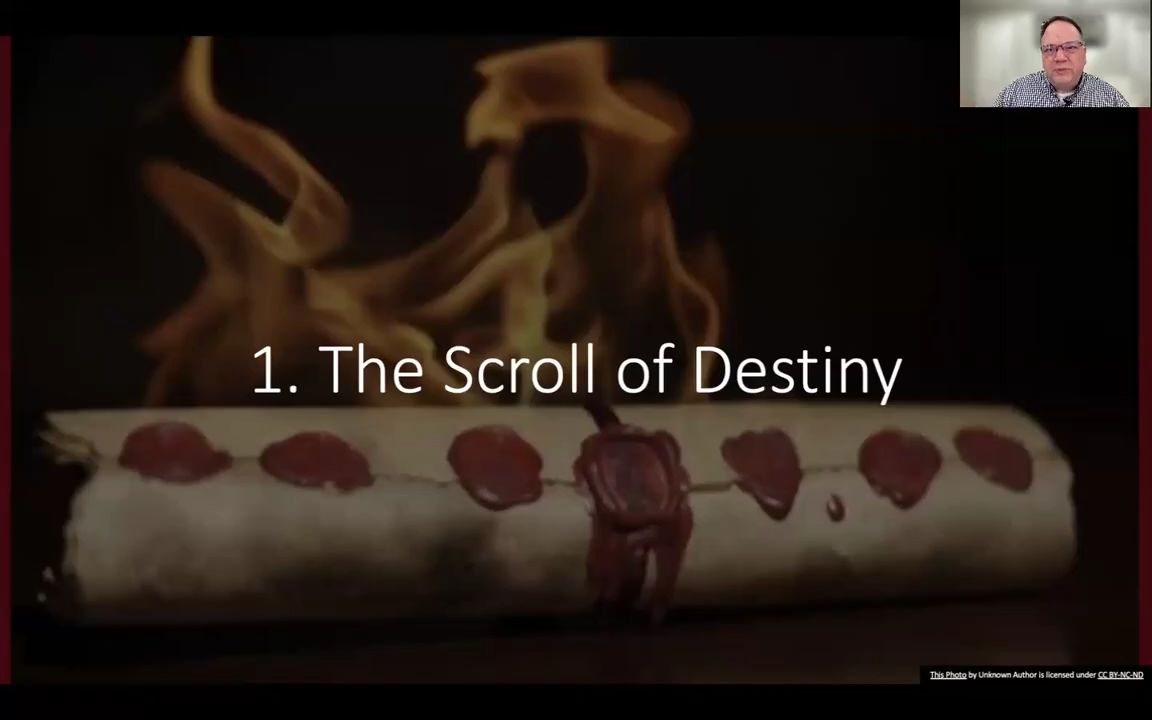 1. The Scroll of Destiny
This Photo by Unknown Author is licensed under CC BY-NC-ND